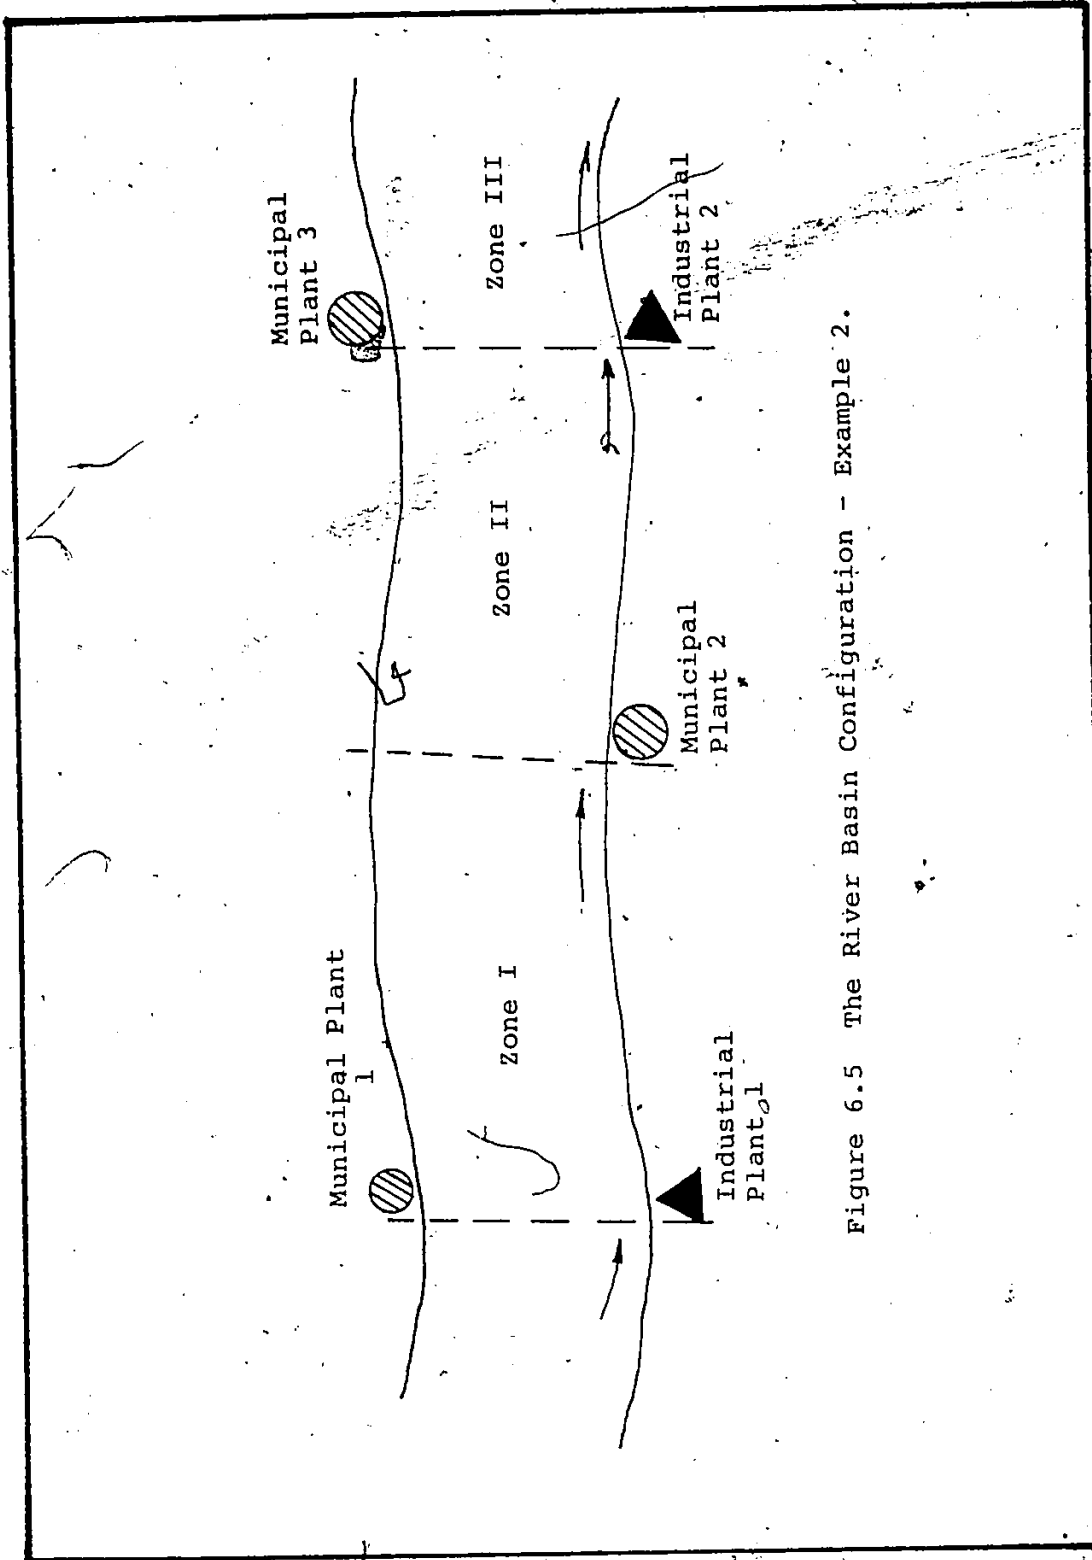 Municipal Plant
1
Municipal
Plant 3
Zone I
Zone II
Zone III
Industrial
Plant 1
Municipal
Plant 2
Industrial
Plant 2
Figure 6.5 The River Basin Configuration - Example 2.